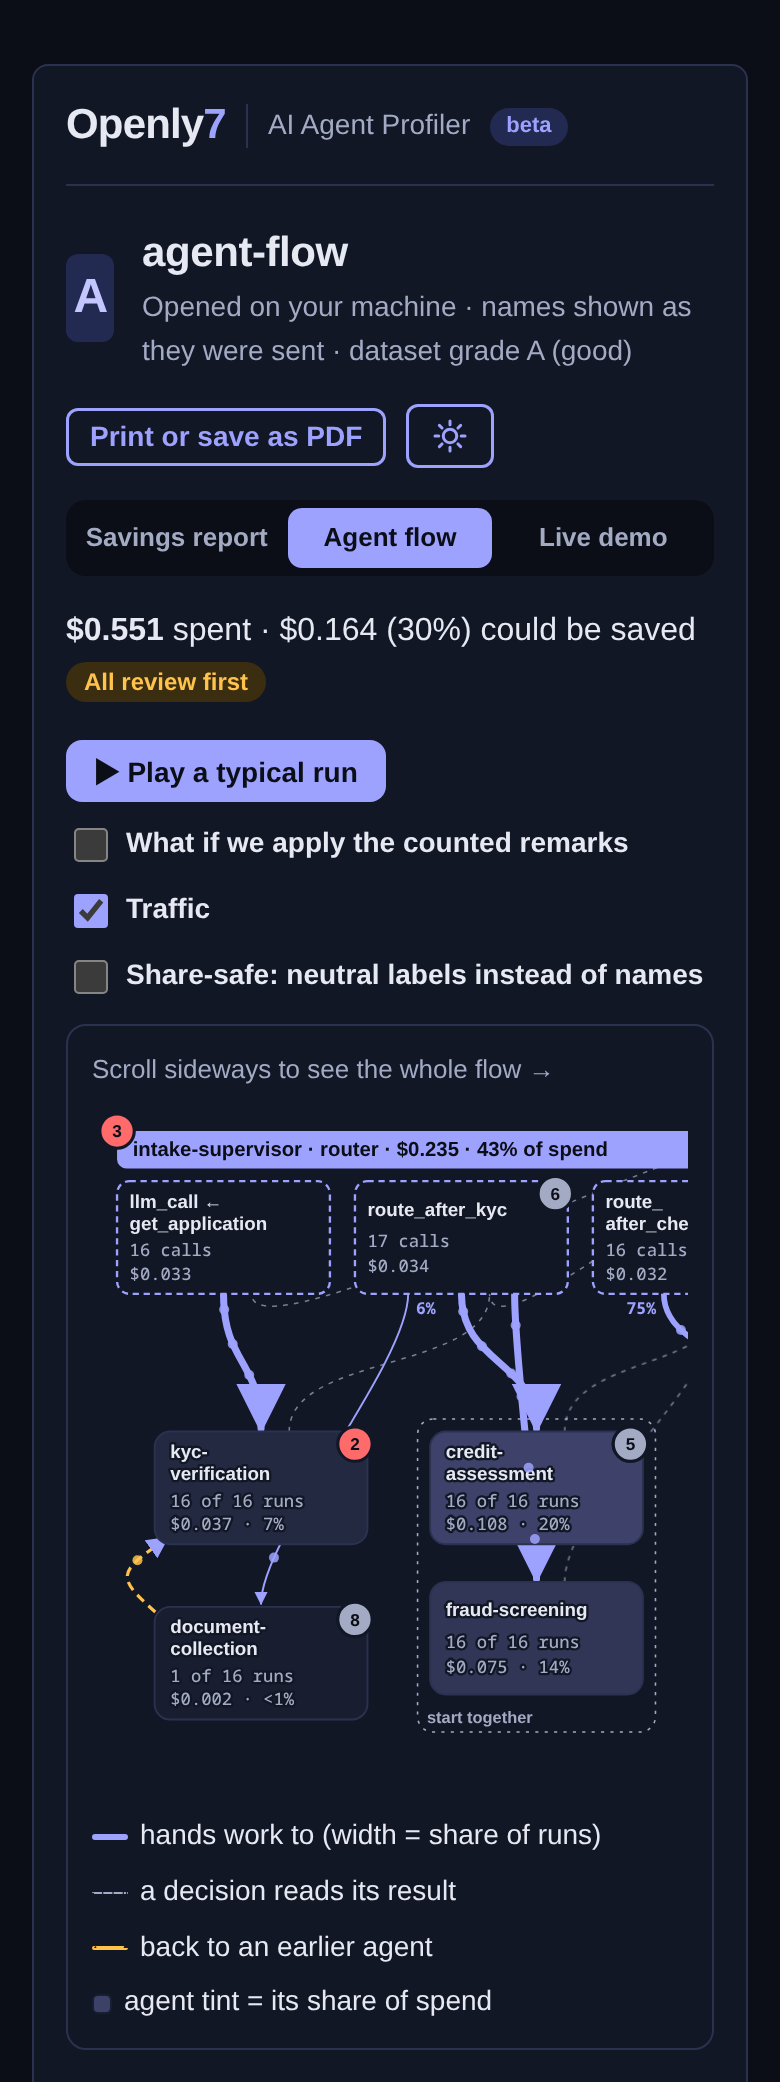 Openly7 AI Agent Profiler beta
agent-flow
A
Opened on your machine · names shown as
they were sent · dataset grade A (good)
Print or save as PDF
Savings report Agent flow Live demo
$0.551 spent · $0.164 (30%) could be saved
All review first
Play a typical run
What if we apply the counted remarks
Traffic
Share-safe: neutral labels instead of names
Scroll sideways to see the whole flow →
3
intake-supervisor · router · $0.235 · 43% of spend
llm_call ←
get_application
16 calls
$0.033
6
route_after_kyc
17 calls
$0.034
route_
after_che
16 calls
$0.032
6%
75%
2
kyc-
verification
16 of 16 runs
$0.037 · 7%
5
credit-
assessment
16 of 16 runs
$0.108 · 20%
8
document-
collection
1 of 16 runs
$0.002 · <1%
fraud-screening
16 of 16 runs
$0.075 · 14%
start together
hands work to (width = share of runs)
a decision reads its result
back to an earlier agent
agent tint = its share of spend